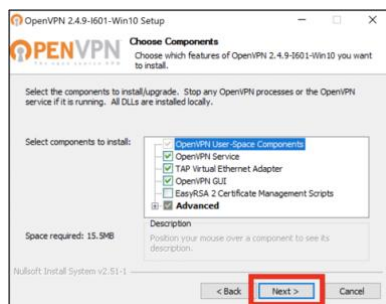 OpenVPN 2.4.9-I601-Win10 Setup
OPENVPN
Choose Components
Choose which features of OpenVPN 2.4.9-I601-Win10 you want
to install.
Select the components to install/upgrade. Stop any OpenVPN processes or the OpenVPN
service if it is running. All DLLs are installed locally.
Select components to install:
OpenVPN User-Space Components
OpenVPN Service
TAP Virtual Ethernet Adapter
OpenVPN GUI
EasyRSA 2 Certificate Management Scripts
Advanced
Space required: 15.5MB
Description
Position your mouse over a component to see its
description.
Nullsoft Install System v2.51-1
< Back
Next >
Cancel